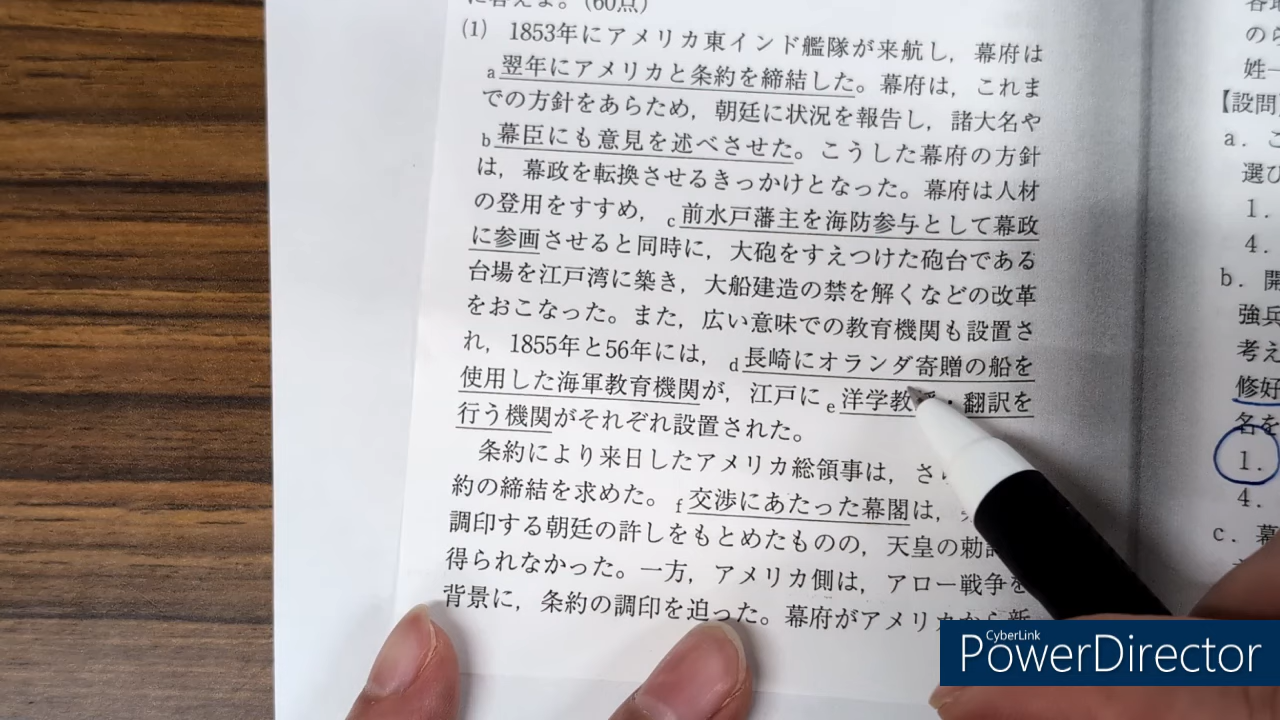 に答えよ。(60点)
(1) 1853年にアメリカ東インド艦隊が来航し，幕府は
a翌年にアメリカと条約を締結した。幕府は，これま
での方針をあらため，朝廷に状況を報告し，諸大名や
b幕臣にも意見を述べさせた。こうした幕府の方針
は，幕政を転換させるきっかけとなった。幕府は人材
の登用をすすめ，c前水戸藩主を海防参与として幕政
に参画させると同時に，大砲をすえつけた砲台である
台場を江戸湾に築き，大船建造の禁を解くなどの改革
をおこなった。また，広い意味での教育機関も設置さ
れ，1855年と56年には，d長崎にオランダ寄贈の船を
使用した海軍教育機関が，江戸にe洋学教・翻訳を
行う機関がそれぞれ設置された。
条約により来日したアメリカ総領事は，さ
約の締結を求めた。f交渉にあたった幕閣は，
調印する朝廷の許しをもとめたものの，天皇の勅
得られなかった。一方，アメリカ側は，アロー戦争を
背景に，条約の調印を迫った。幕府がアメリカから新
のら
姓一
【設問
a．こ
選び
1．
4．
b．開
強兵
考え
修好
名を
1．
4．
c．幕
CyberLink
PowerDirector